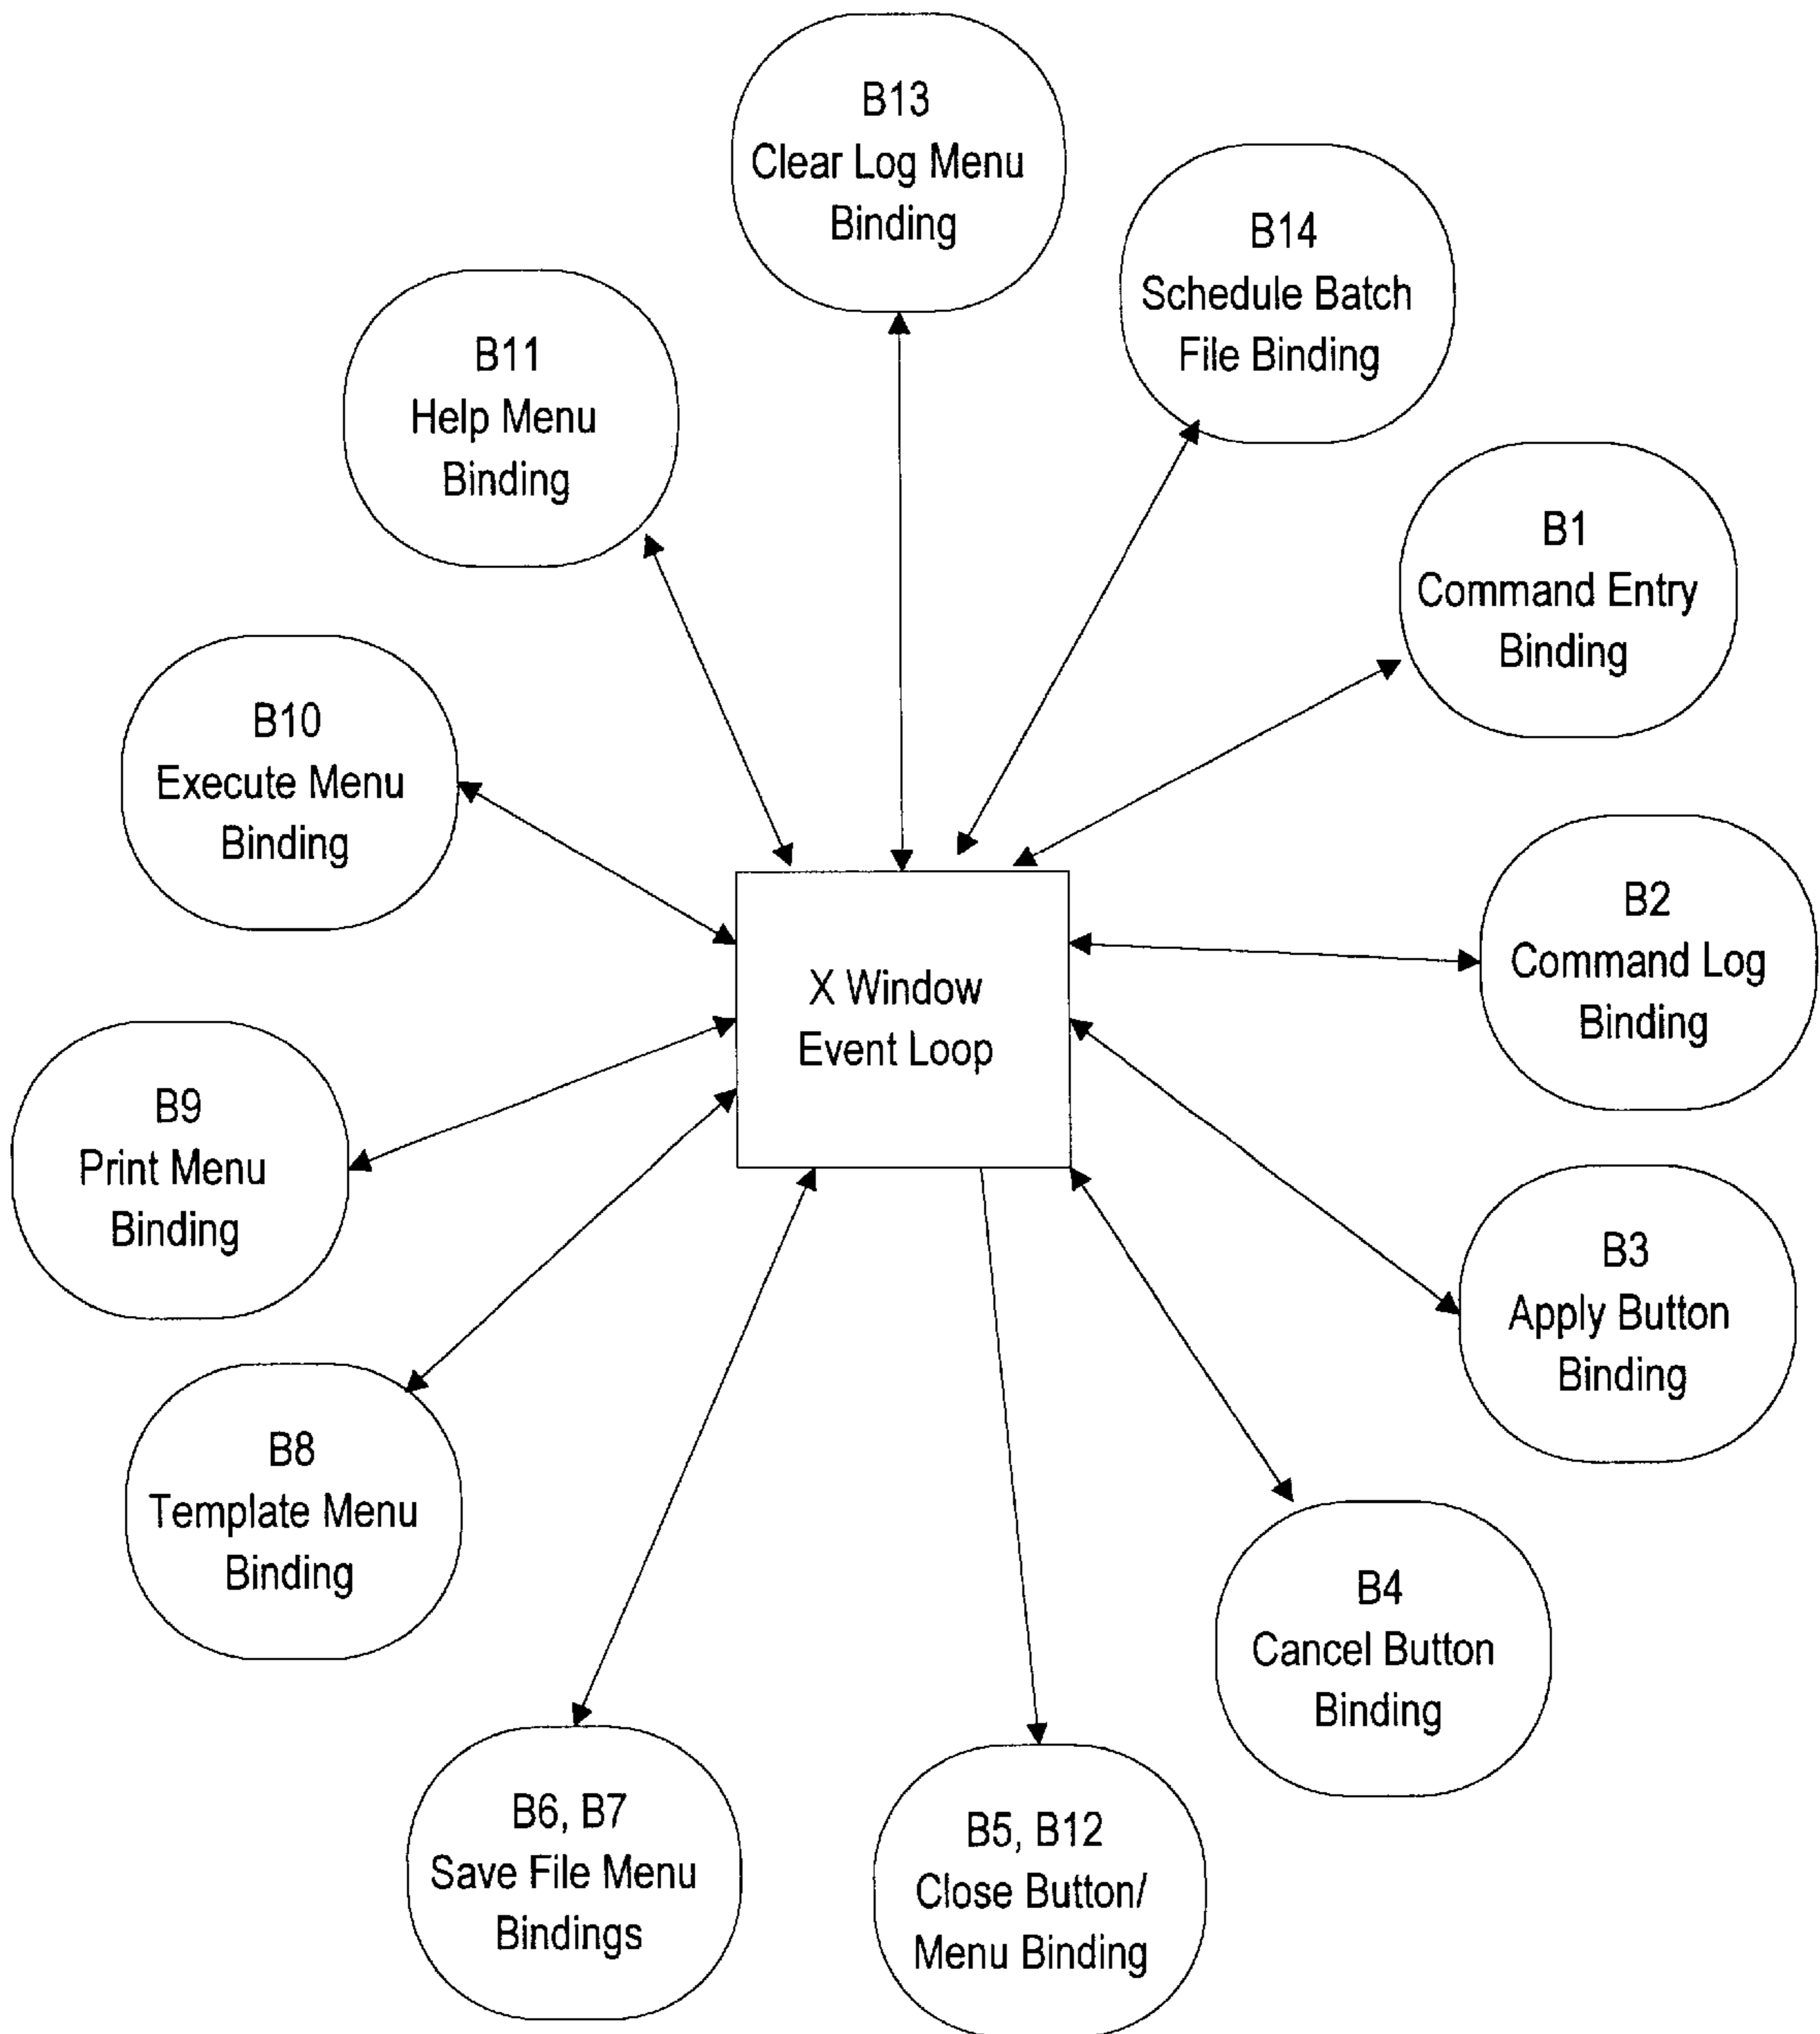 B13
Clear Log Menu
Binding
B14
Schedule Batch
File Binding
B11
Help Menu
Binding
B1
Command Entry
Binding
B10
Execute Menu
Binding
B2
Command Log
Binding
X Window
Event Loop
B9
Print Menu
Binding
B3
Apply Button
Binding
B8
Template Menu
Binding
B4
Cancel Button
Binding
B6, B7
Save File Menu
Bindings
B5, B12
Close Button/
Menu Binding